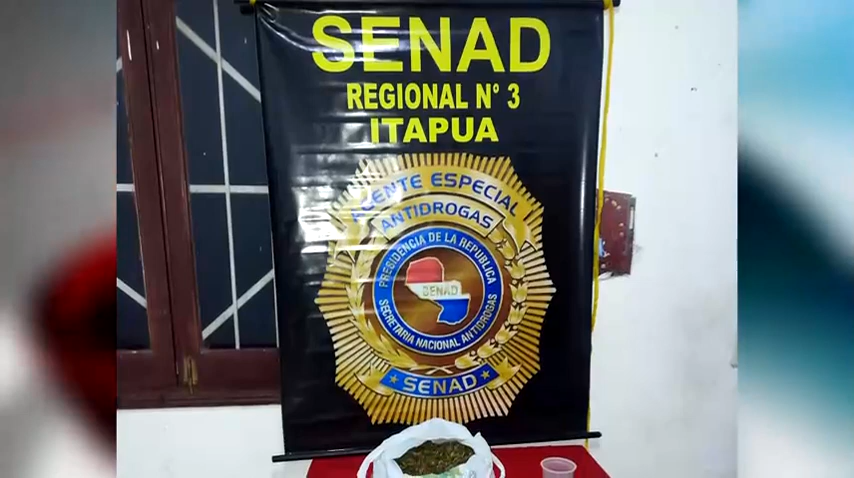 SENAD
REGIONAL N° 3
ITAPUA
AGENTE ESPECIAL
ANTIDROGAS
PRESIDENCIA DE LA REPUBLICA
SENAD
SECRETARIA NACIONAL ANTIDROGAS
SENAD